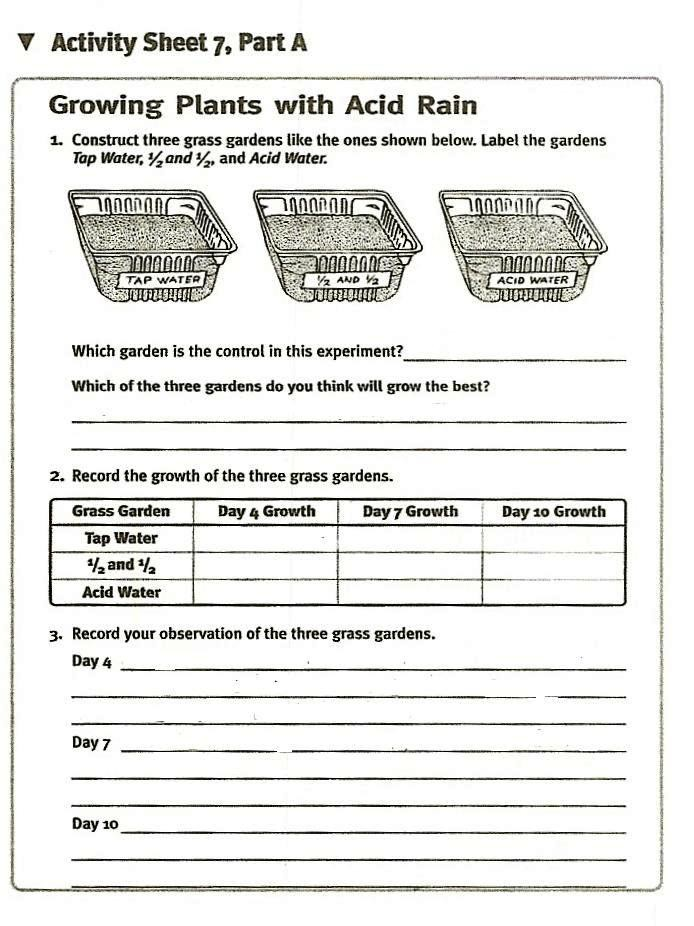 ▼ Activity Sheet 7, Part A
Growing Plants with Acid Rain
1. Construct three grass gardens like the ones shown below. Label the gardens
Tap Water, 1/2 and 1/2, and Acid Water.
TAP WATER
1/2 AND 1/2
ACID WATER
Which garden is the control in this experiment?
Which of the three gardens do you think will grow the best?
2. Record the growth of the three grass gardens.
Grass Garden Day 4 Growth Day 7 Growth Day 10 Growth
Tap Water
1/2 and 1/2
Acid Water
3. Record your observation of the three grass gardens.
Day 4
Day 7
Day 10